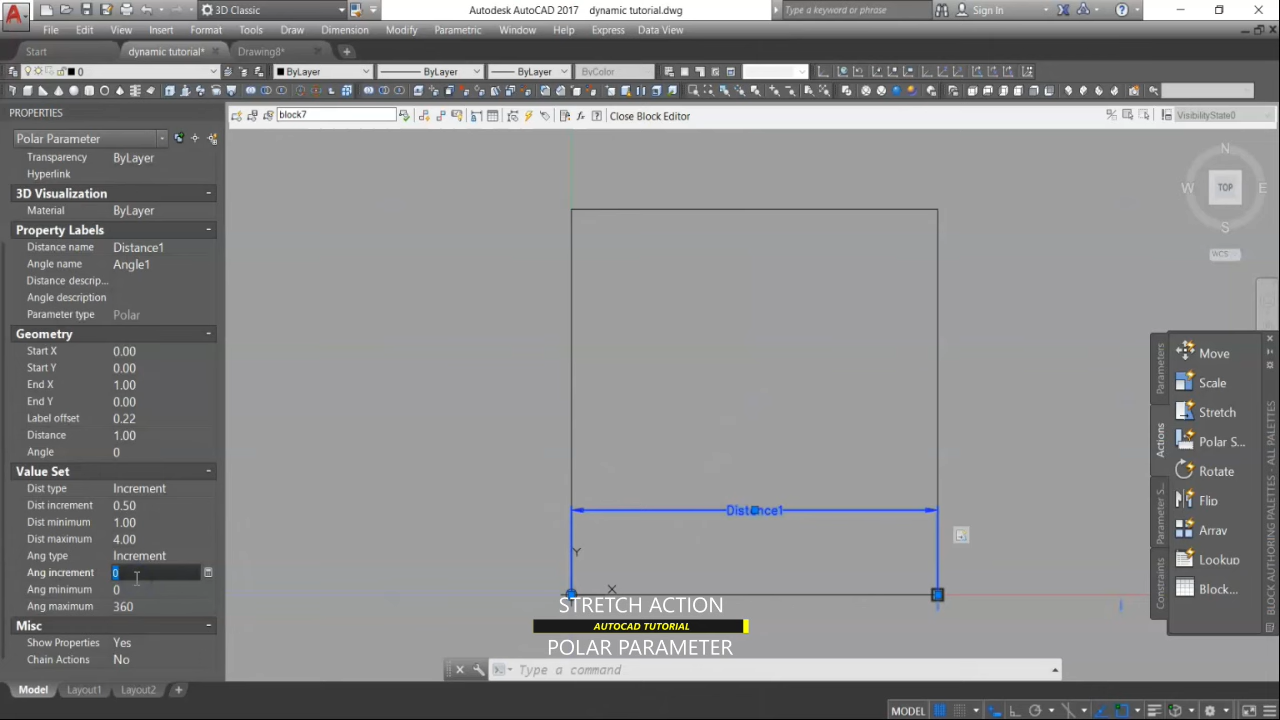 3D Classic
Autodesk AutoCAD 2017 dynamic tutorial.dwg
Type a keyword or phrase
Sign In
File Edit View Insert Format Tools Draw Dimension Modify Parametric Window Help Express Data View
Start
dynamic tutorial*
Drawing8*
0
ByLayer
ByLayer
ByLayer
ByColor
PROPERTIES
block7
Close Block Editor
VisibilityState0
Polar Parameter
Transparency ByLayer
Hyperlink
3D Visualization
Material ByLayer
Property Labels
Distance name Distance1
Angle name Angle1
Distance descrip...
Angle description
Parameter type Polar
Geometry
Start X 0.00
Start Y 0.00
End X 1.00
End Y 0.00
Label offset 0.22
Distance 1.00
Angle 0
Value Set
Dist type Increment
Dist increment 0.50
Dist minimum 1.00
Dist maximum 4.00
Ang type Increment
Ang increment 0
Ang minimum 0
Ang maximum 360
Misc
Show Properties Yes
Chain Actions No
N
W TOP E
S
WCS
Distance1
Y
X
Parameters
Actions
Parameter S...
Constraints
Move
Scale
Stretch
Polar S...
Rotate
Flip
Array
Lookup
Block...
BLOCK AUTHORING PALETTES - ALL PALETTES
STRETCH ACTION
AUTOCAD TUTORIAL
POLAR PARAMETER
Type a command
Model Layout1 Layout2
MODEL